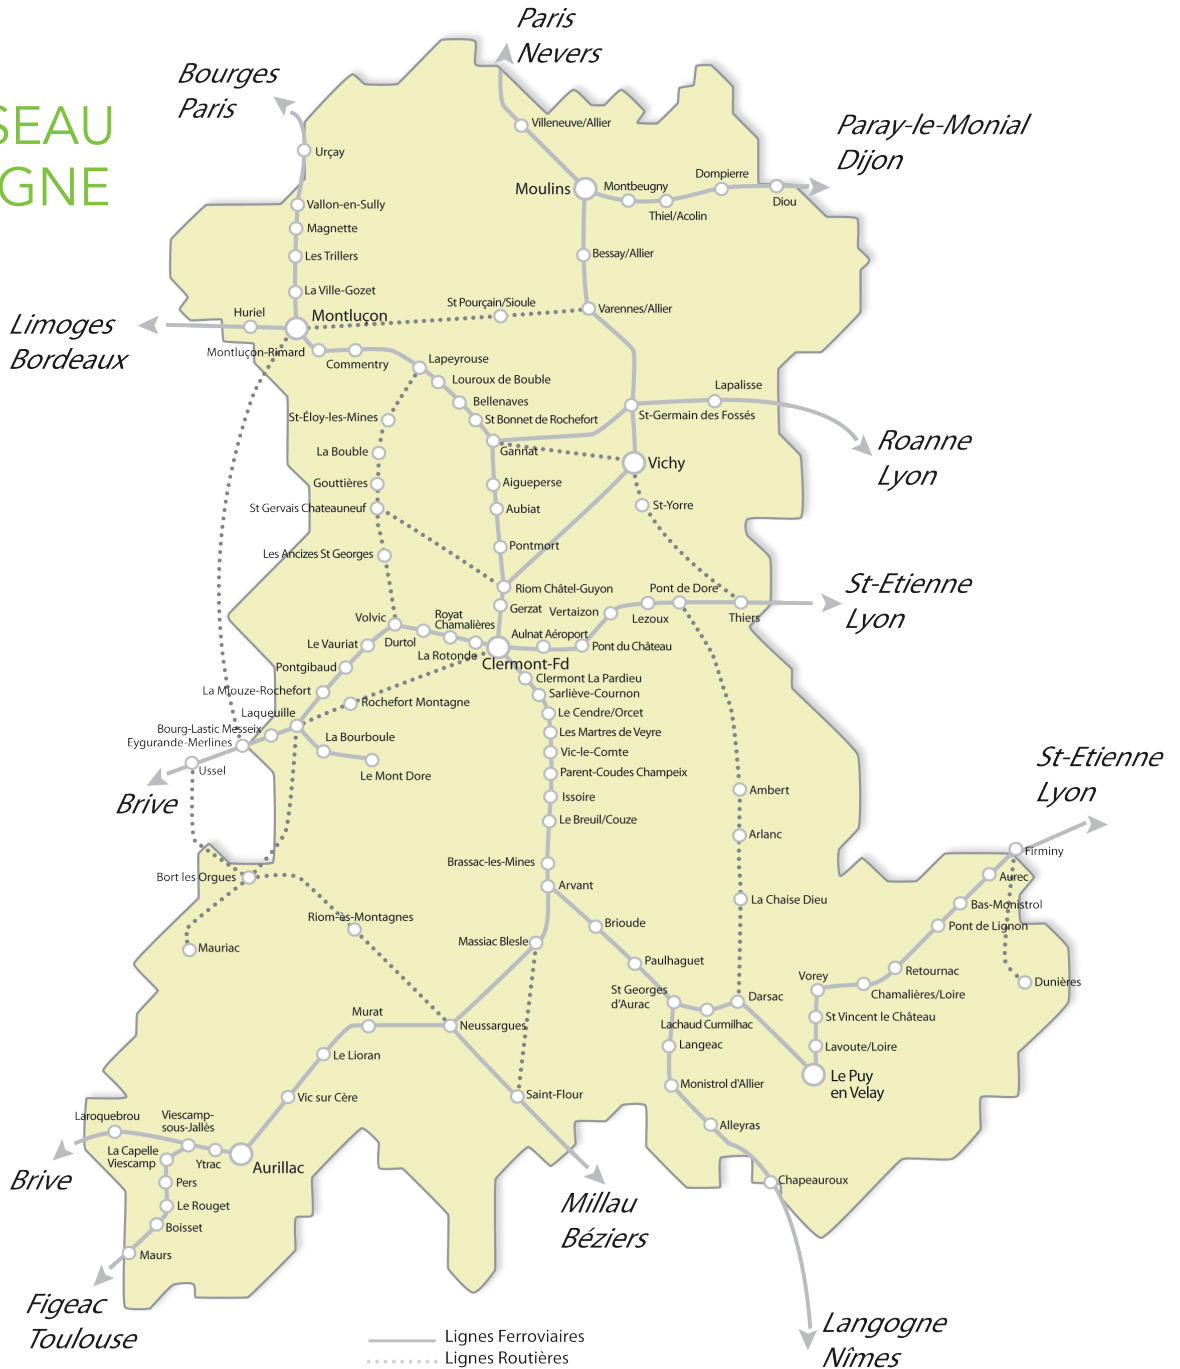 Paris
Nevers
Bourges
Paris
SEAU
GNE
Paray-le-Monial
Dijon
Villeneuve/Allier
Urçay
Moulins
Montbeugny
Dompierre
Thiel/Acolin
Diou
Vallon-en-Sully
Magnette
Les Trillers
Bessay/Allier
La Ville-Gozet
St Pourçain/Sioule
Varennes/Allier
Huriel
Montluçon
Limoges
Bordeaux
Montluçon-Rimard
Commentry
Lapeyrouse
Louroux de Bouble
Bellenaves
Lapalisse
St-Éloy-les-Mines
St Bonnet de Rochefort
St-Germain des Fossés
Roanne
Lyon
La Bouble
Gannat
Vichy
Gouttières
Aigueperse
St Gervais Chateauneuf
Aubiat
St-Yorre
Les Ancizes St Georges
Pontmort
Riom Châtel-Guyon
Pont de Dore
St-Etienne
Lyon
Gerzat
Vertaizon
Lezoux
Thiers
Volvic
Royat
Chamalières
Aulnat Aéroport
Le Vauriat
Durtol
La Rotonde
Pont du Château
Clermont-Fd
Pontgibaud
Clermont La Pardieu
La Miouze-Rochefort
Sarliève-Cournon
Rochefort Montagne
Laqueuille
Le Cendre/Orcet
Bourg-Lastic Messeix
Les Martres de Veyre
Eygurande-Merlines
La Bourboule
Vic-le-Comte
Ussel
Le Mont Dore
Parent-Coudes Champeix
St-Etienne
Lyon
Brive
Issoire
Ambert
Le Breuil/Couze
Arlanc
Brassac-les-Mines
Firminy
Bort les Orgues
Arvant
Aurec
La Chaise Dieu
Bas-Monistrol
Riom-ès-Montagnes
Brioude
Pont de Lignon
Mauriac
Massiac Blesle
Paulhaguet
Retournac
Vorey
Dunières
St Georges
d'Aurac
Darsac
Chamalières/Loire
Murat
Neussargues
Lachaud Curmilhac
St Vincent le Château
Le Lioran
Langeac
Lavoute/Loire
Le Puy
en Velay
Vic sur Cère
Saint-Flour
Monistrol d'Allier
Laroquebrou
Viescamp-
sous-Jallès
Alleyras
La Capelle
Viescamp
Ytrac
Aurillac
Brive
Pers
Chapeauroux
Le Rouget
Boisset
Millau
Béziers
Maurs
Figeac
Toulouse
Langogne
Nîmes
Lignes Ferroviaires
Lignes Routières